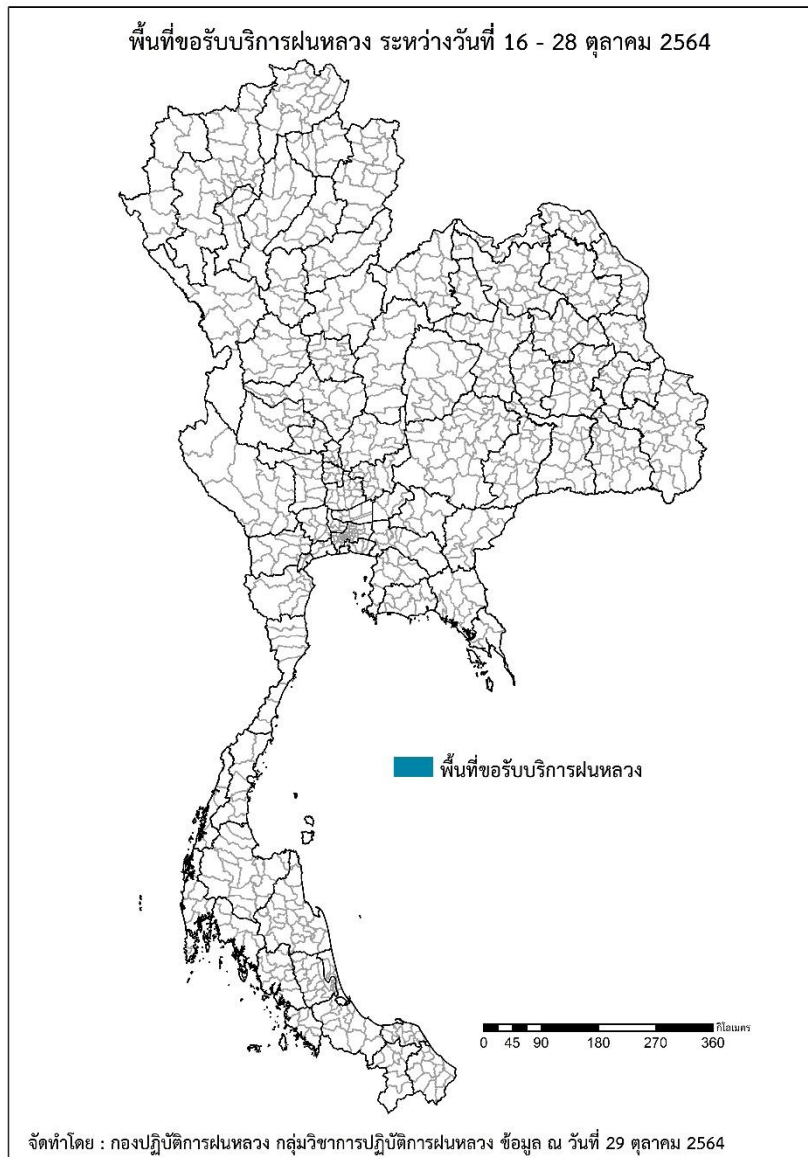 พื้นที่ขอรับบริการฝนหลวง ระหว่างวันที่ 16 - 28 ตุลาคม 2564
พื้นที่ขอรับบริการฝนหลวง
กิโลเมตร
0 45 90 180 270 360
จัดทำโดย : กองปฏิบัติการฝนหลวง กลุ่มวิชาการปฏิบัติการฝนหลวง ข้อมูล ณ วันที่ 29 ตุลาคม 2564